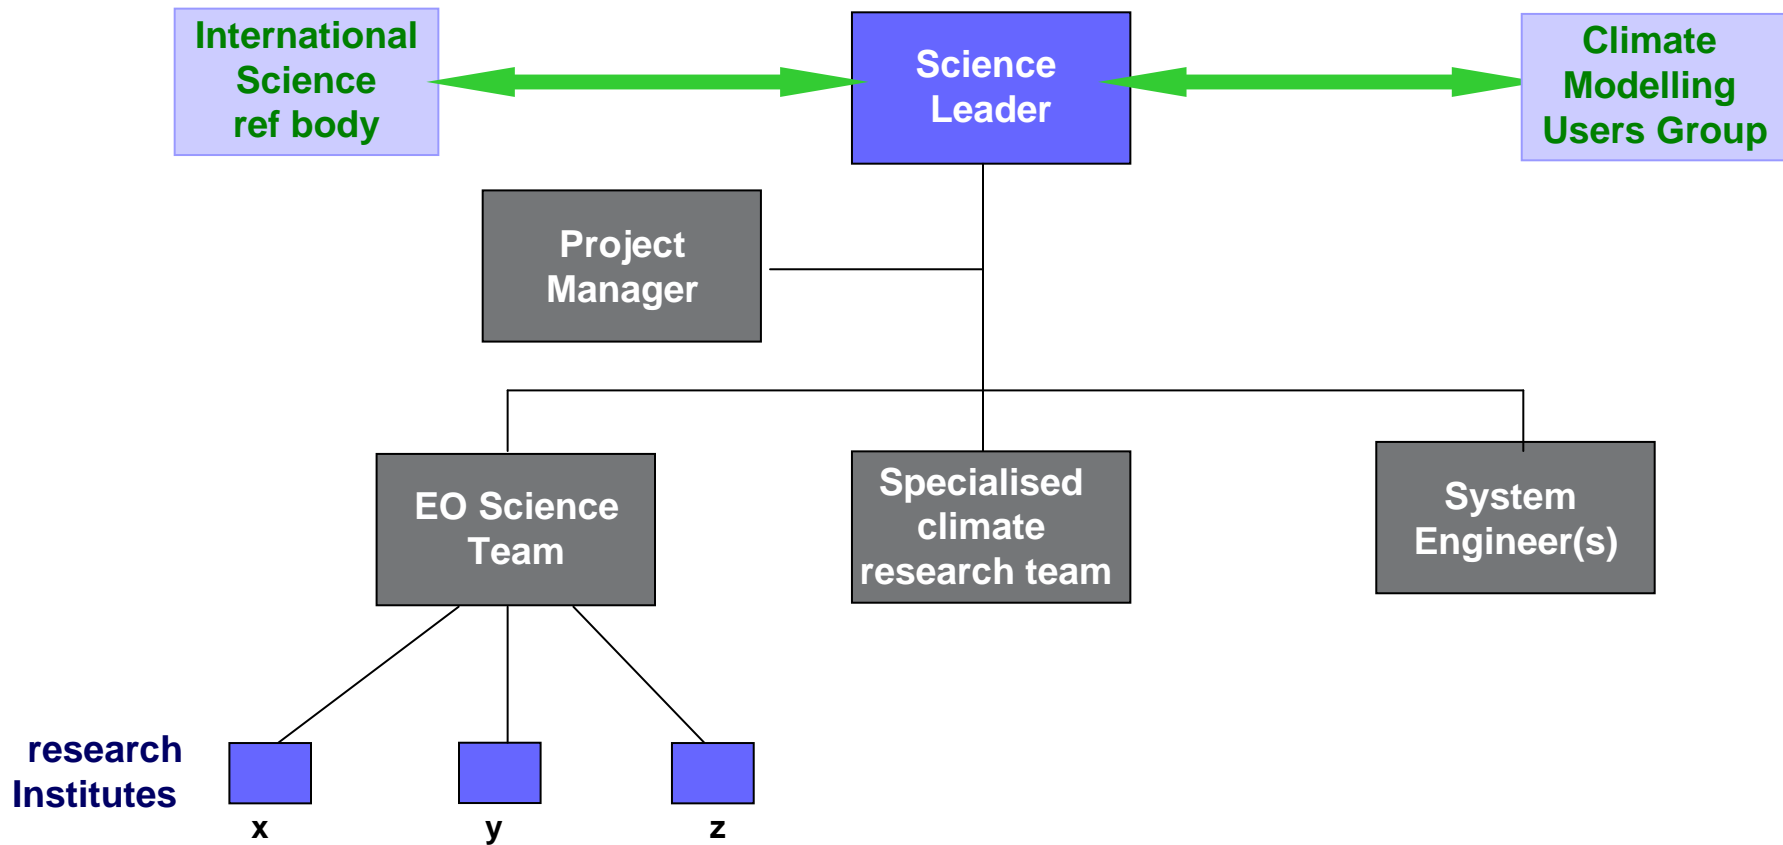 International
Science
ref body
Science
Leader
Climate
Modelling
Users Group
Project
Manager
EO Science
Team
Specialised
climate
research team
System
Engineer(s)
research
Institutes
x
y
z